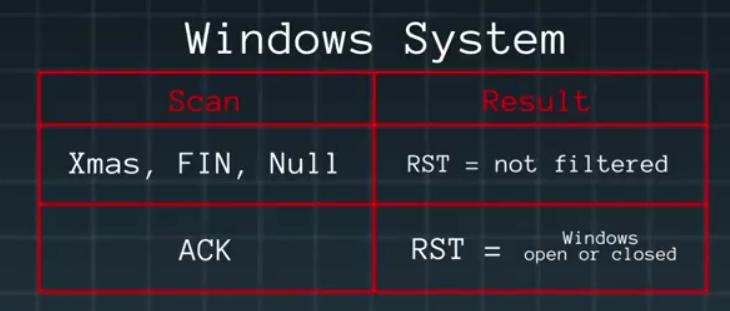 Windows System
Scan
Result
Xmas, FIN, Null
RST = not filtered
ACK
RST = Windows
open or closed